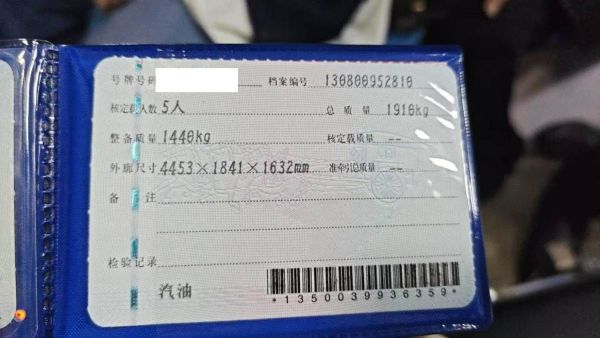 号牌号码 档案编号 130800952810
核定载人数 5人 总质量 1910kg
整备质量 1440kg 核定载质量 --
外廓尺寸 4453×1841×1632mm 准牵引总质量 --
备注
检验记录
汽油
*1350039936359*